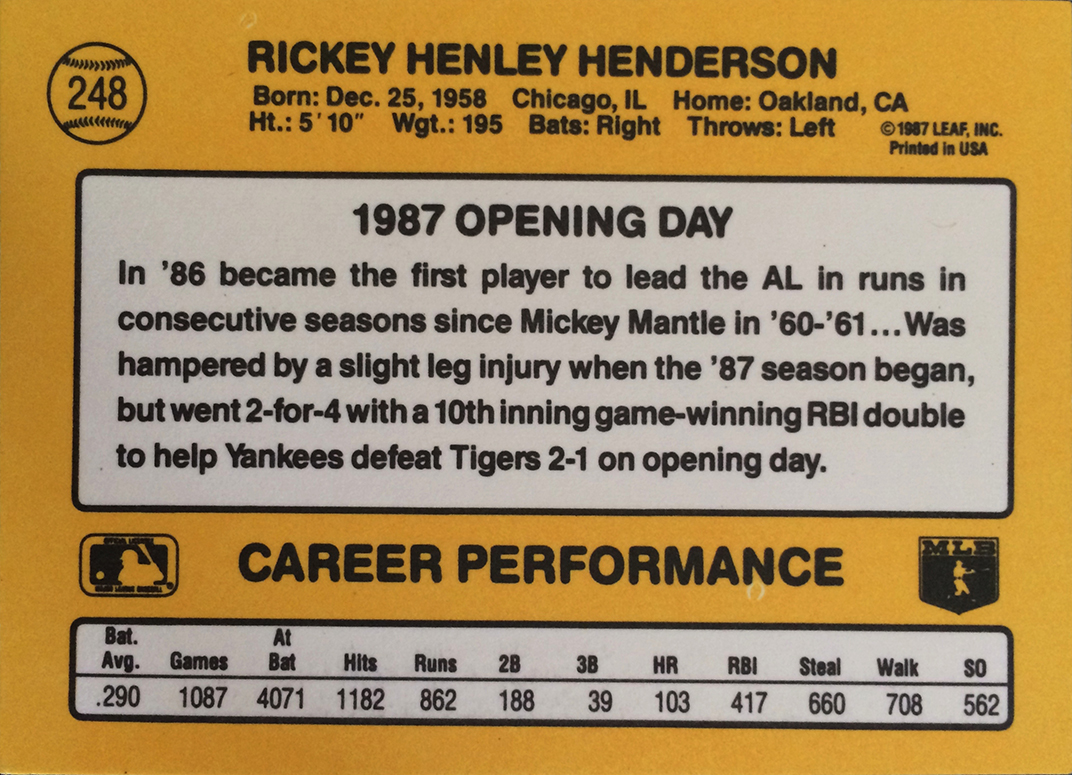 248
RICKEY HENLEY HENDERSON
Born: Dec. 25, 1958 Chicago, IL Home: Oakland, CA
Ht.: 5'10" Wgt.: 195 Bats: Right Throws: Left
©1987 LEAF, INC.
Printed in USA
1987 OPENING DAY
In '86 became the first player to lead the AL in runs in
consecutive seasons since Mickey Mantle in '60-'61...Was
hampered by a slight leg injury when the '87 season began,
but went 2-for-4 with a 10th inning game-winning RBI double
to help Yankees defeat Tigers 2-1 on opening day.
CAREER PERFORMANCE
MLB
Bat. Avg. Games At Bat Hits Runs 2B 3B HR RBI Steal Walk SO
.290 1087 4071 1182 862 188 39 103 417 660 708 562